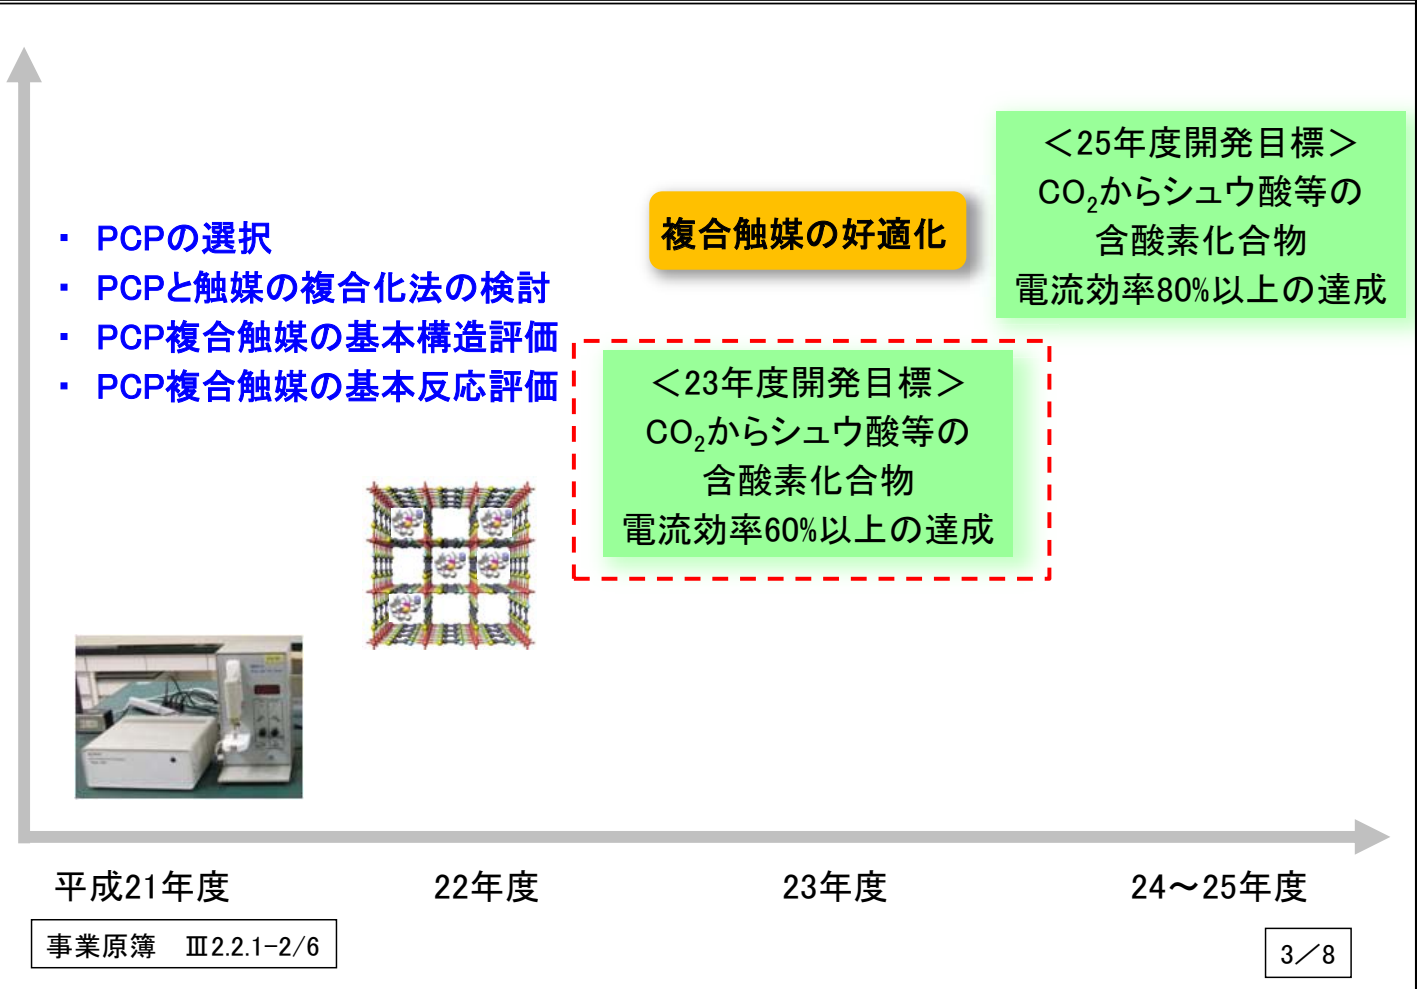 ・ PCPの選択
・ PCPと触媒の複合化法の検討
・ PCP複合触媒の基本構造評価
・ PCP複合触媒の基本反応評価
複合触媒の好適化
＜25年度開発目標＞
CO₂からシュウ酸等の
含酸素化合物
電流効率80%以上の達成
＜23年度開発目標＞
CO₂からシュウ酸等の
含酸素化合物
電流効率60%以上の達成
平成21年度
22年度
23年度
24～25年度
事業原簿　Ⅲ2.2.1-2/6
3／8